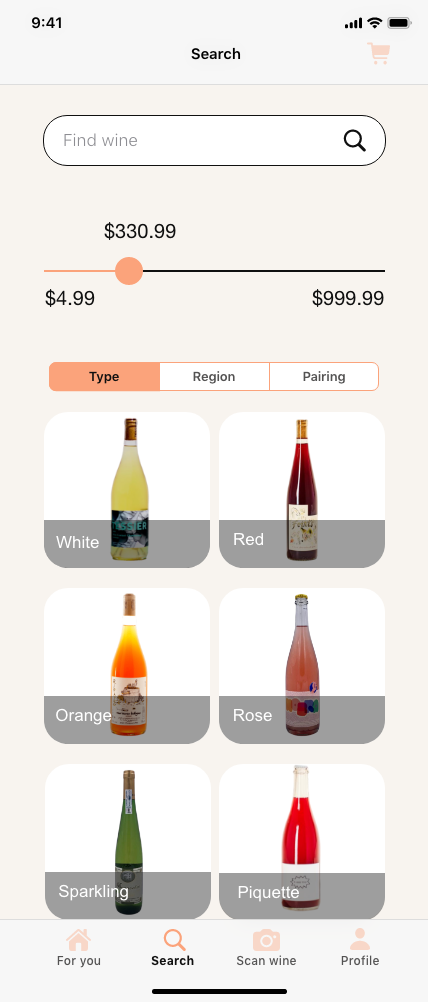 9:41
Search
Find wine
$330.99
$4.99 $999.99
Type Region Pairing
White Red
Orange Rose
Sparkling Piquette
For you Search Scan wine Profile